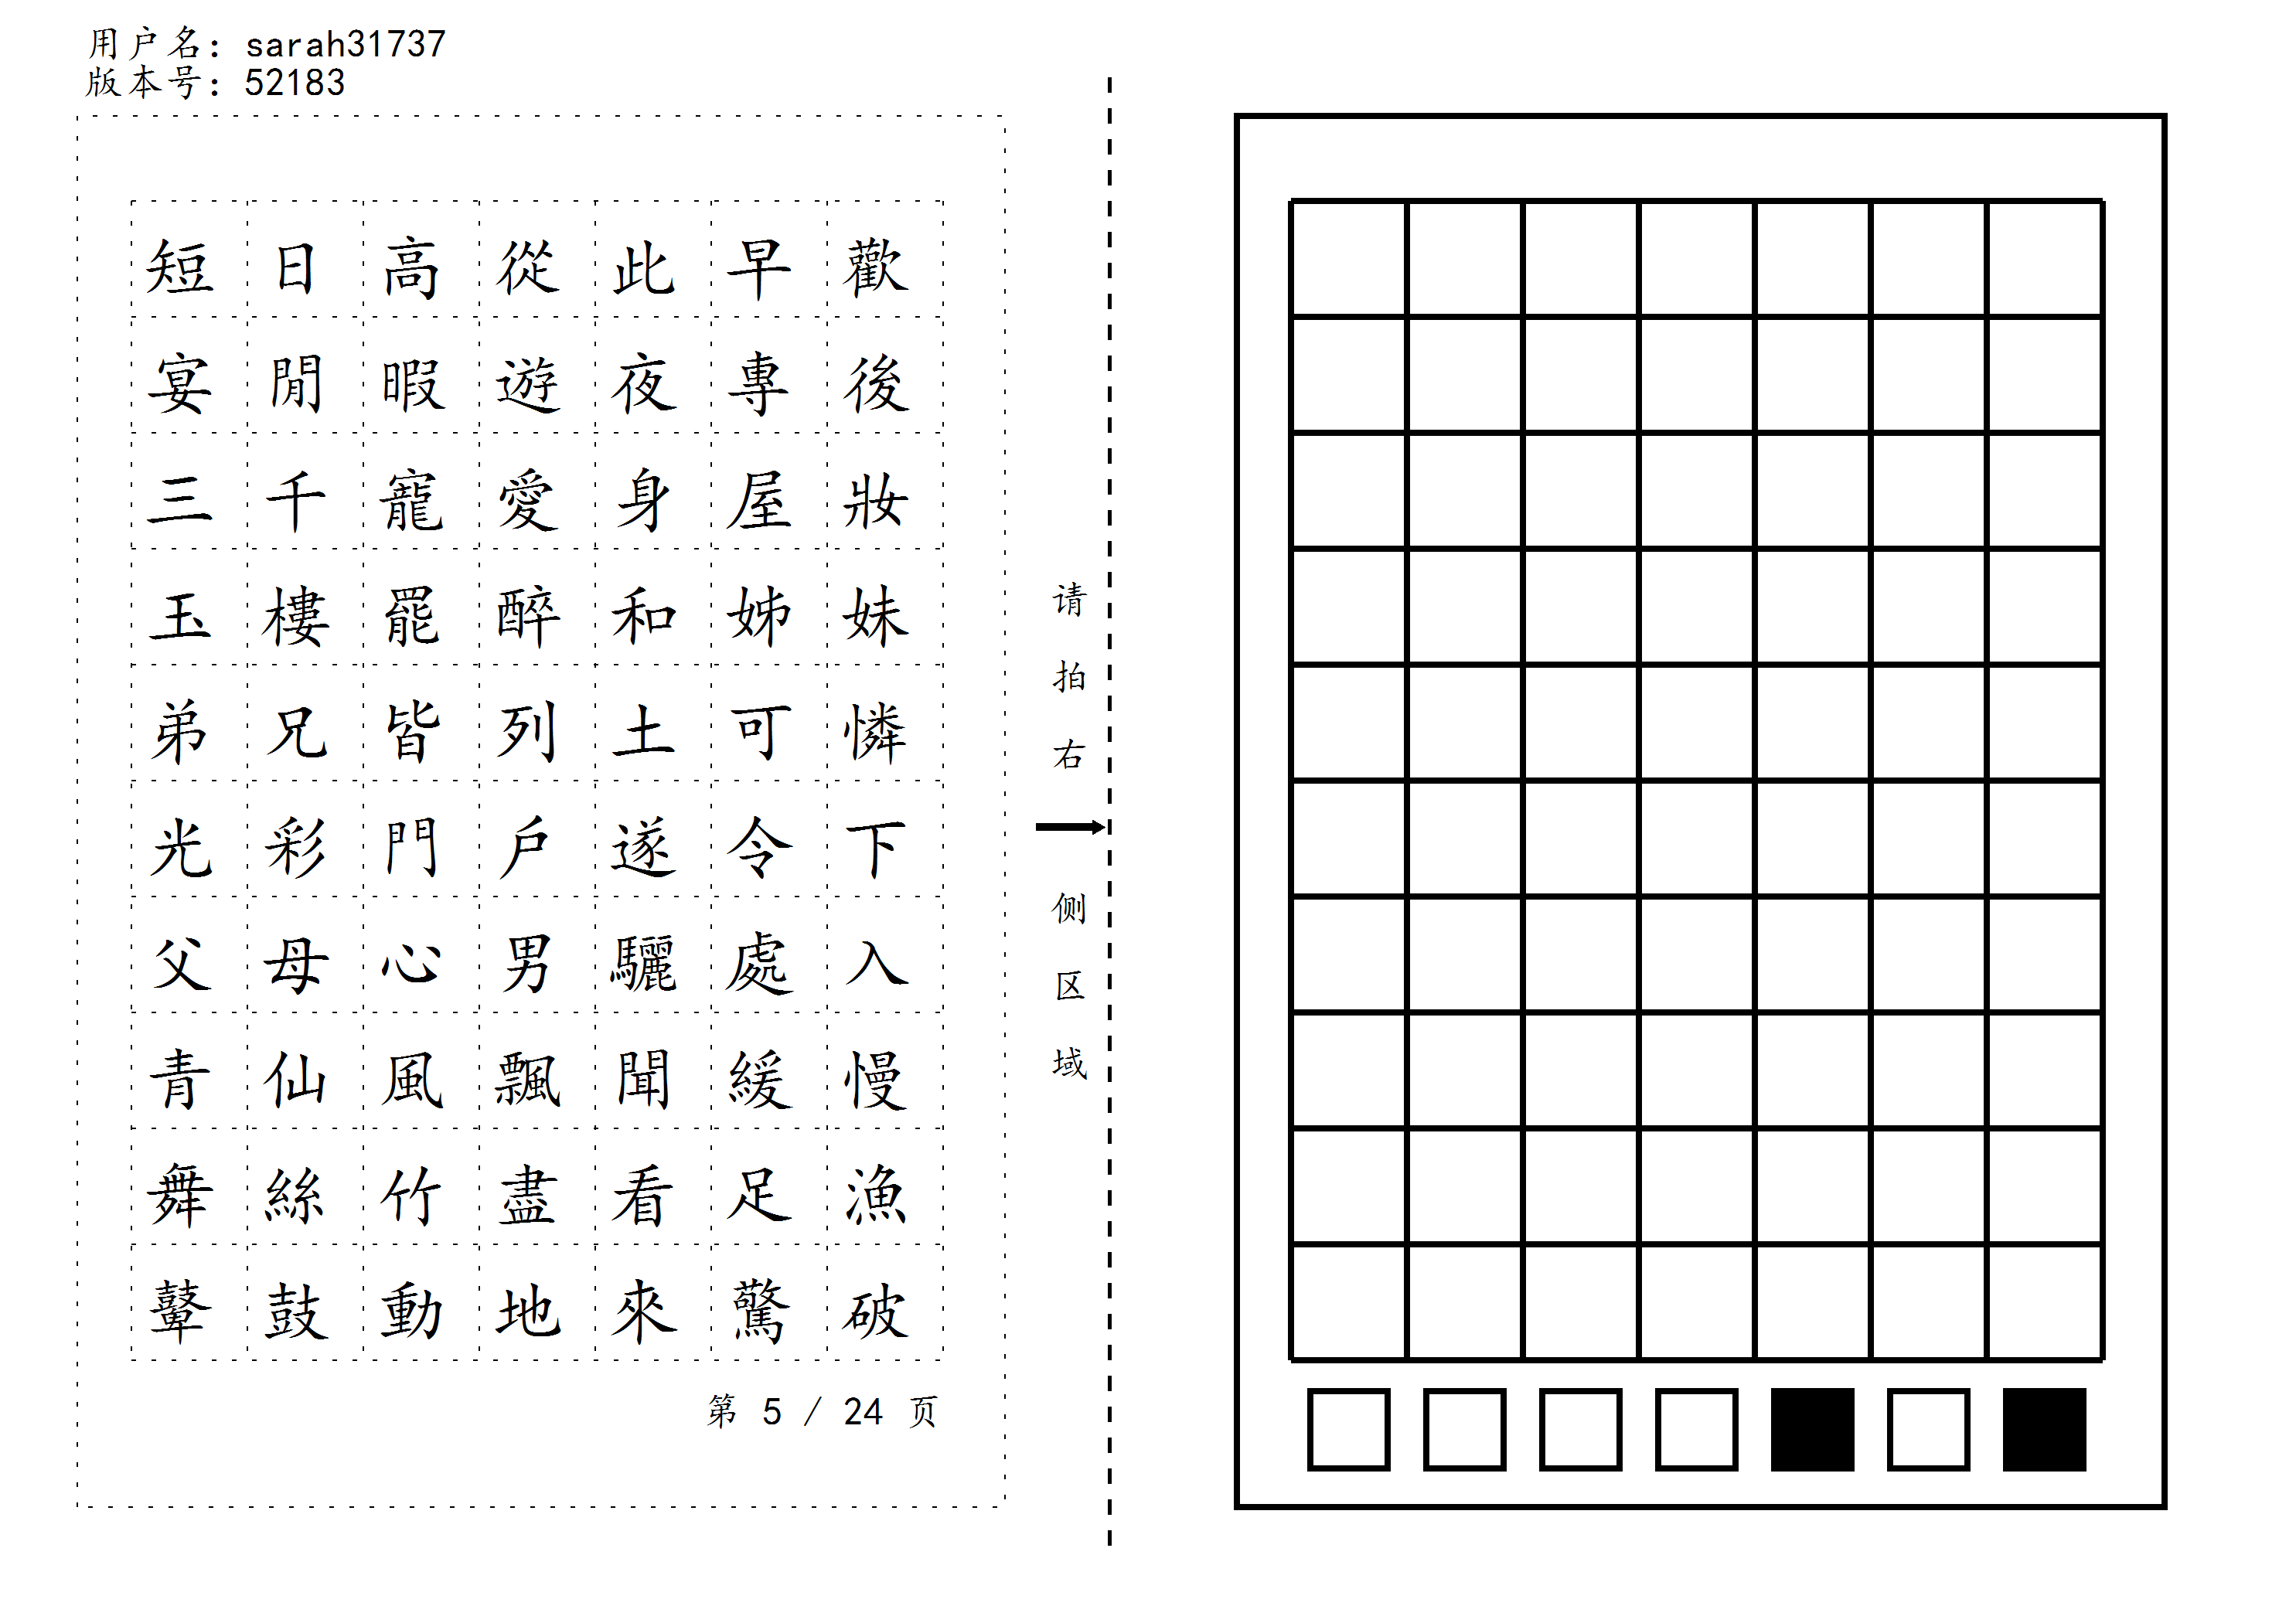 用户名: sarah31737
版本号: 52183
短日高從此早歡
宴閒暇遊夜專後
三千寵愛身屋妝
玉樓罷醉和姊妹
弟兄皆列土可憐
光彩門戶遂令下
父母心男驪處入
青仙風飄聞緩慢
舞絲竹盡看足漁
鼙鼓動地來驚破
第 5 / 24 页
请拍右侧区域